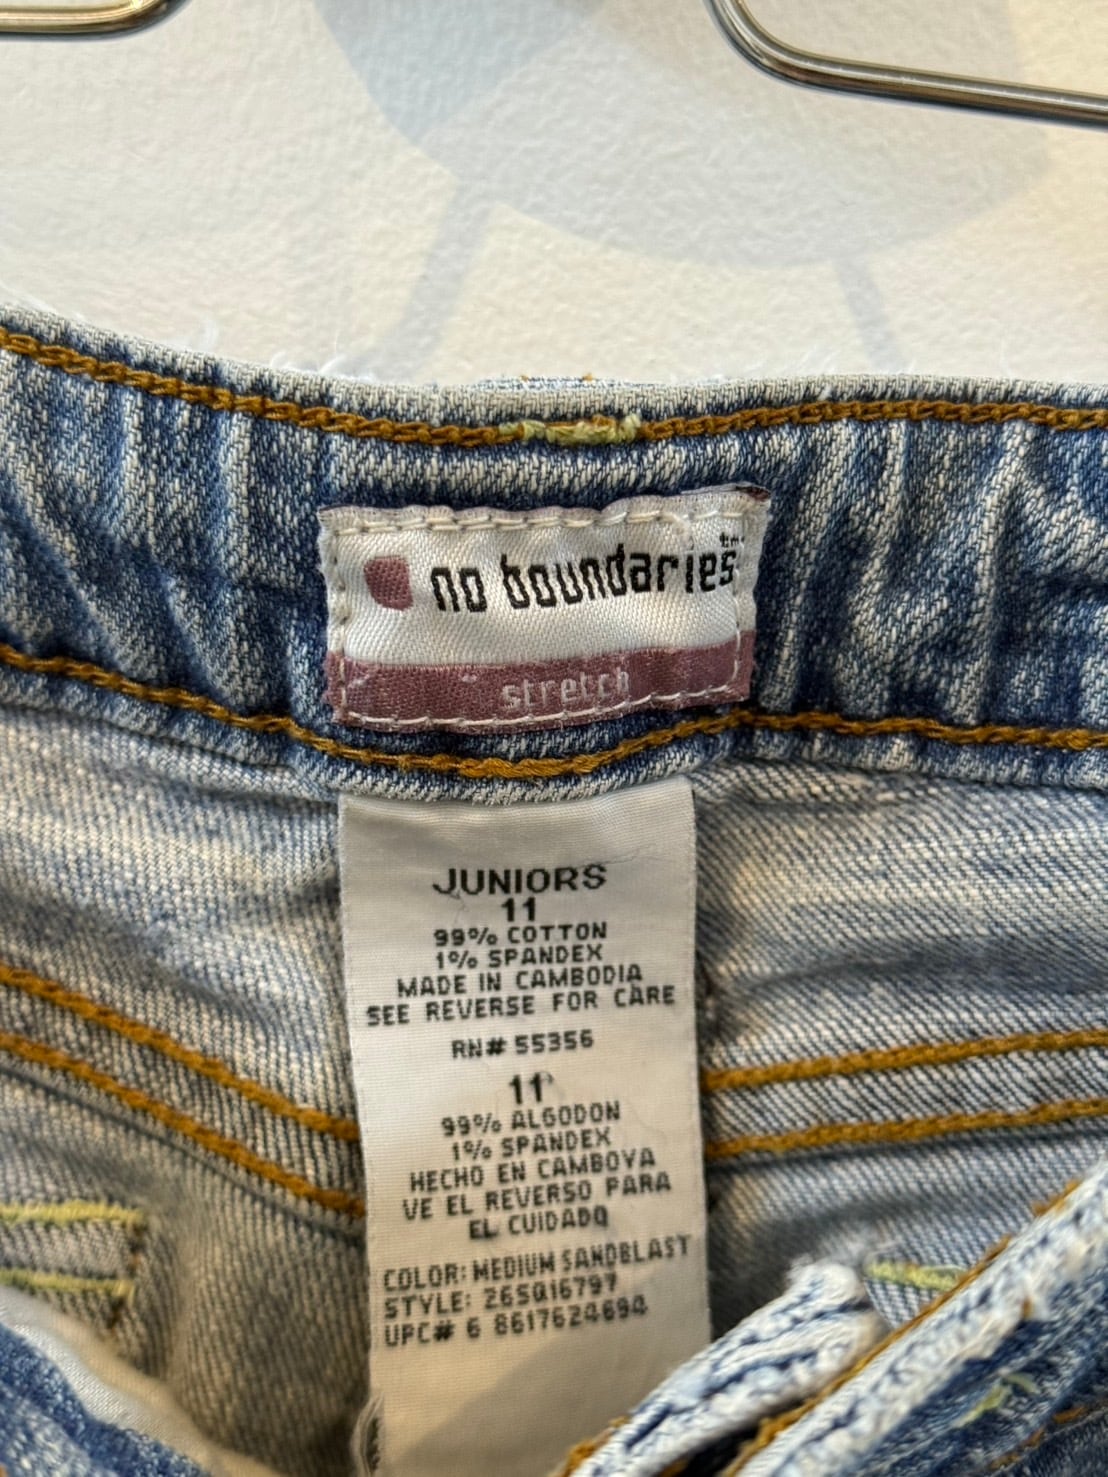 no boundaries™
stretch
JUNIORS
11
99% COTTON
1% SPANDEX
MADE IN CAMBODIA
SEE REVERSE FOR CARE
RN# 55356
11
99% ALGODON
1% SPANDEX
HECHO EN CAMBOYA
VE EL REVERSO PARA
EL CUIDADO
COLOR: MEDIUM SANDBLAST
STYLE: 26SQ16797
UPC# 6 8617624694